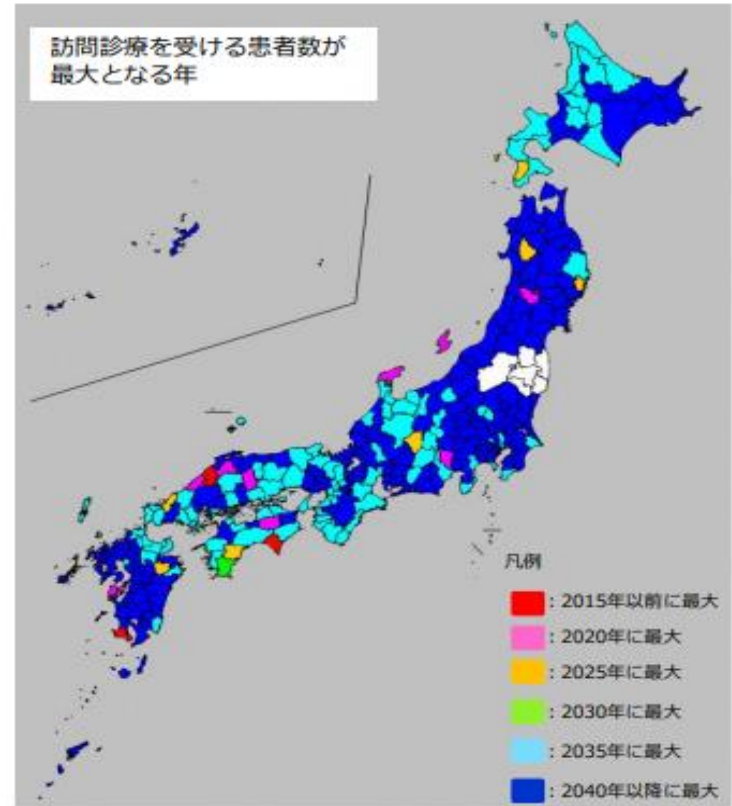 訪問診療を受ける患者数が
最大となる年
凡例
：2015年以前に最大
：2020年に最大
：2025年に最大
：2030年に最大
：2035年に最大
：2040年以降に最大